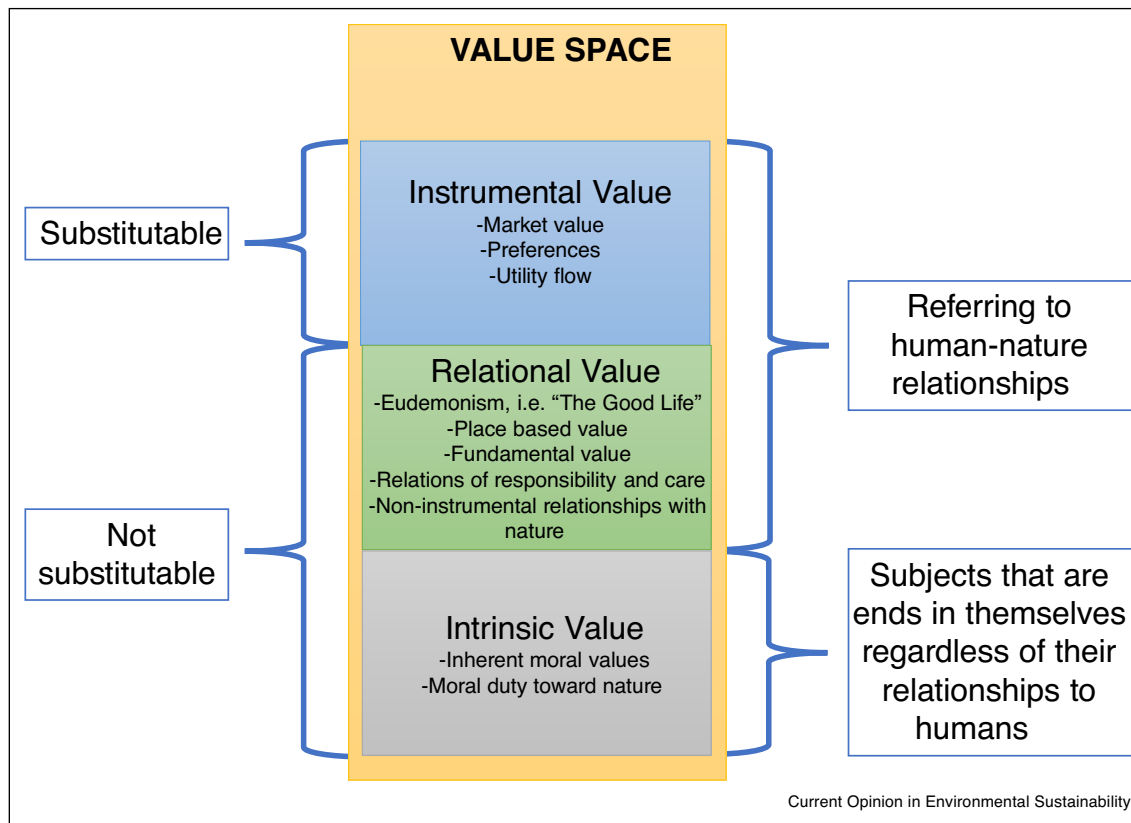 VALUE SPACE
Instrumental Value
-Market value
-Preferences
-Utility flow
Substitutable
Relational Value
-Eudemonism, i.e. “The Good Life”
-Place based value
-Fundamental value
-Relations of responsibility and care
-Non-instrumental relationships with
nature
Referring to
human-nature
relationships
Not
substitutable
Intrinsic Value
-Inherent moral values
-Moral duty toward nature
Subjects that are
ends in themselves
regardless of their
relationships to
humans
Current Opinion in Environmental Sustainability